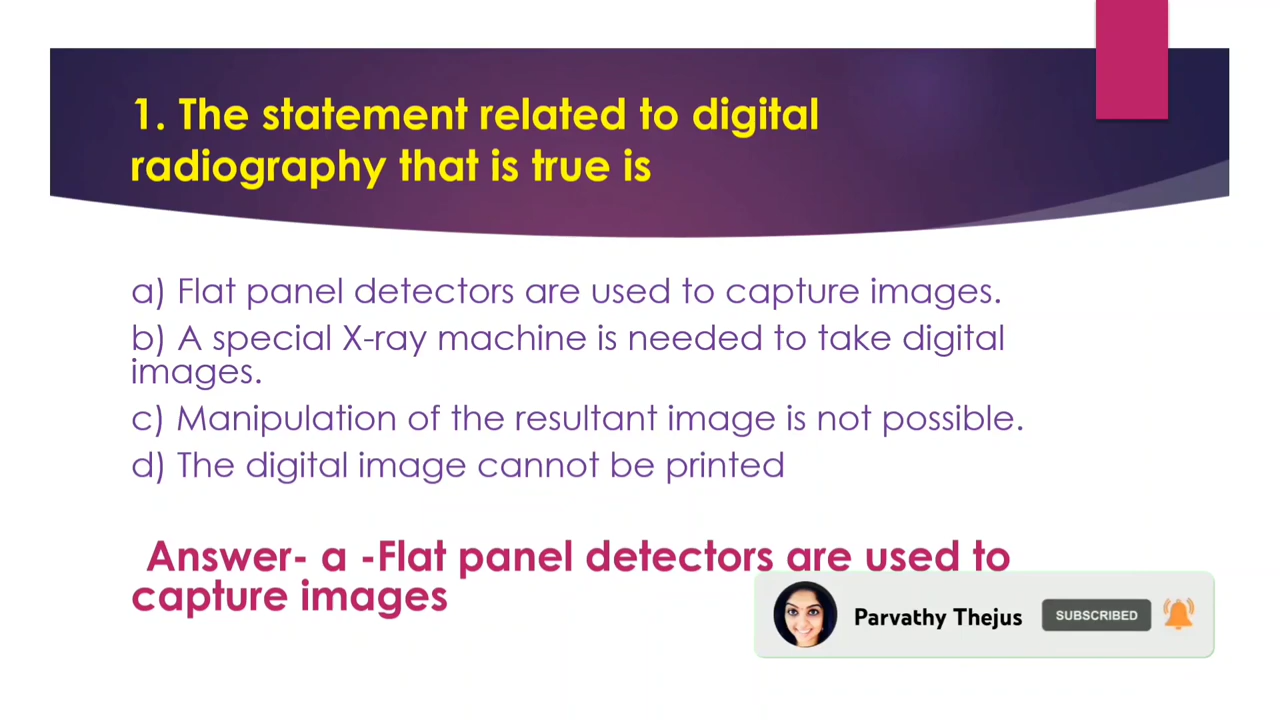 1. The statement related to digital
radiography that is true is
a) Flat panel detectors are used to capture images.
b) A special X-ray machine is needed to take digital
images.
c) Manipulation of the resultant image is not possible.
d) The digital image cannot be printed
Answer- a -Flat panel detectors are used to
capture images
Parvathy Thejus
SUBSCRIBED